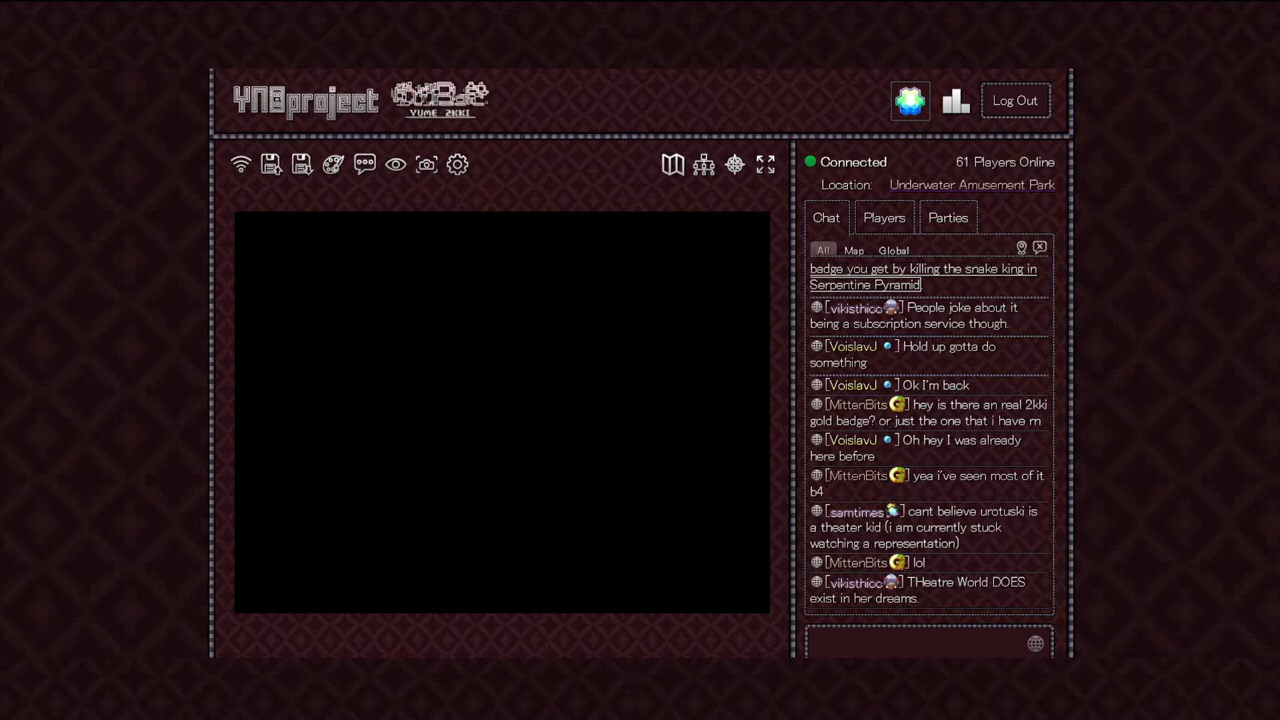 YNOproject
YUME 2KKI
Log Out
Connected
61 Players Online
Location:
Underwater Amusement Park
Chat
Players
Parties
All
Map
Global
badge you get by killing the snake king in
Serpentine Pyramid
[vikisthico] People joke about it
being a subscription service though.
[VoislavJ] Hold up gotta do
something
[VoislavJ] Ok I'm back
[MittenBits] hey is there an real 2kki
gold badge? or just the one that i have rn
[VoislavJ] Oh hey I was already
here before
[MittenBits] yea i've seen most of it
b4
[samtimes] cant believe urotuski is
a theater kid (i am currently stuck
watching a representation)
[MittenBits] lol
[vikisthico] THeatre World DOES
exist in her dreams.